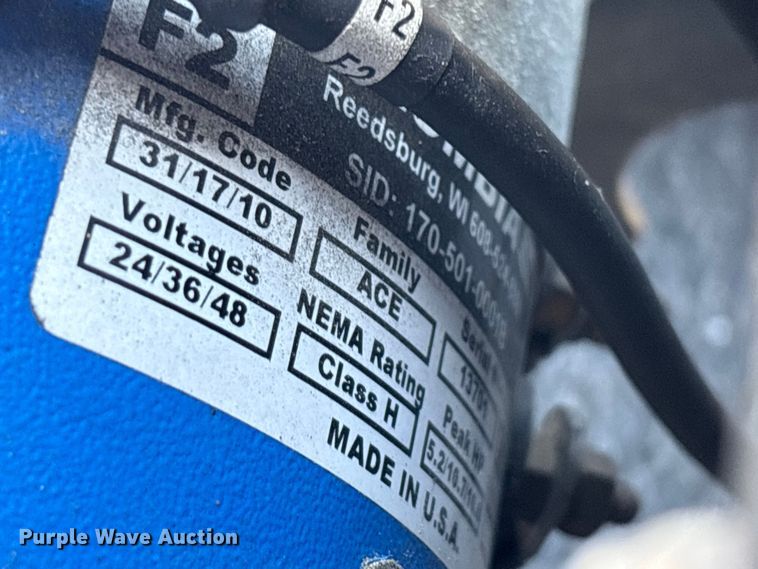 F2
F2
F2
Reedsburg, WI
SID: 170-501-
Mfg. Code
31/17/10
Family
ACE
Voltages
24/36/48
NEMA Rating
Class H
Peak HP
MADE IN U.S.A.
Purple Wave Auction